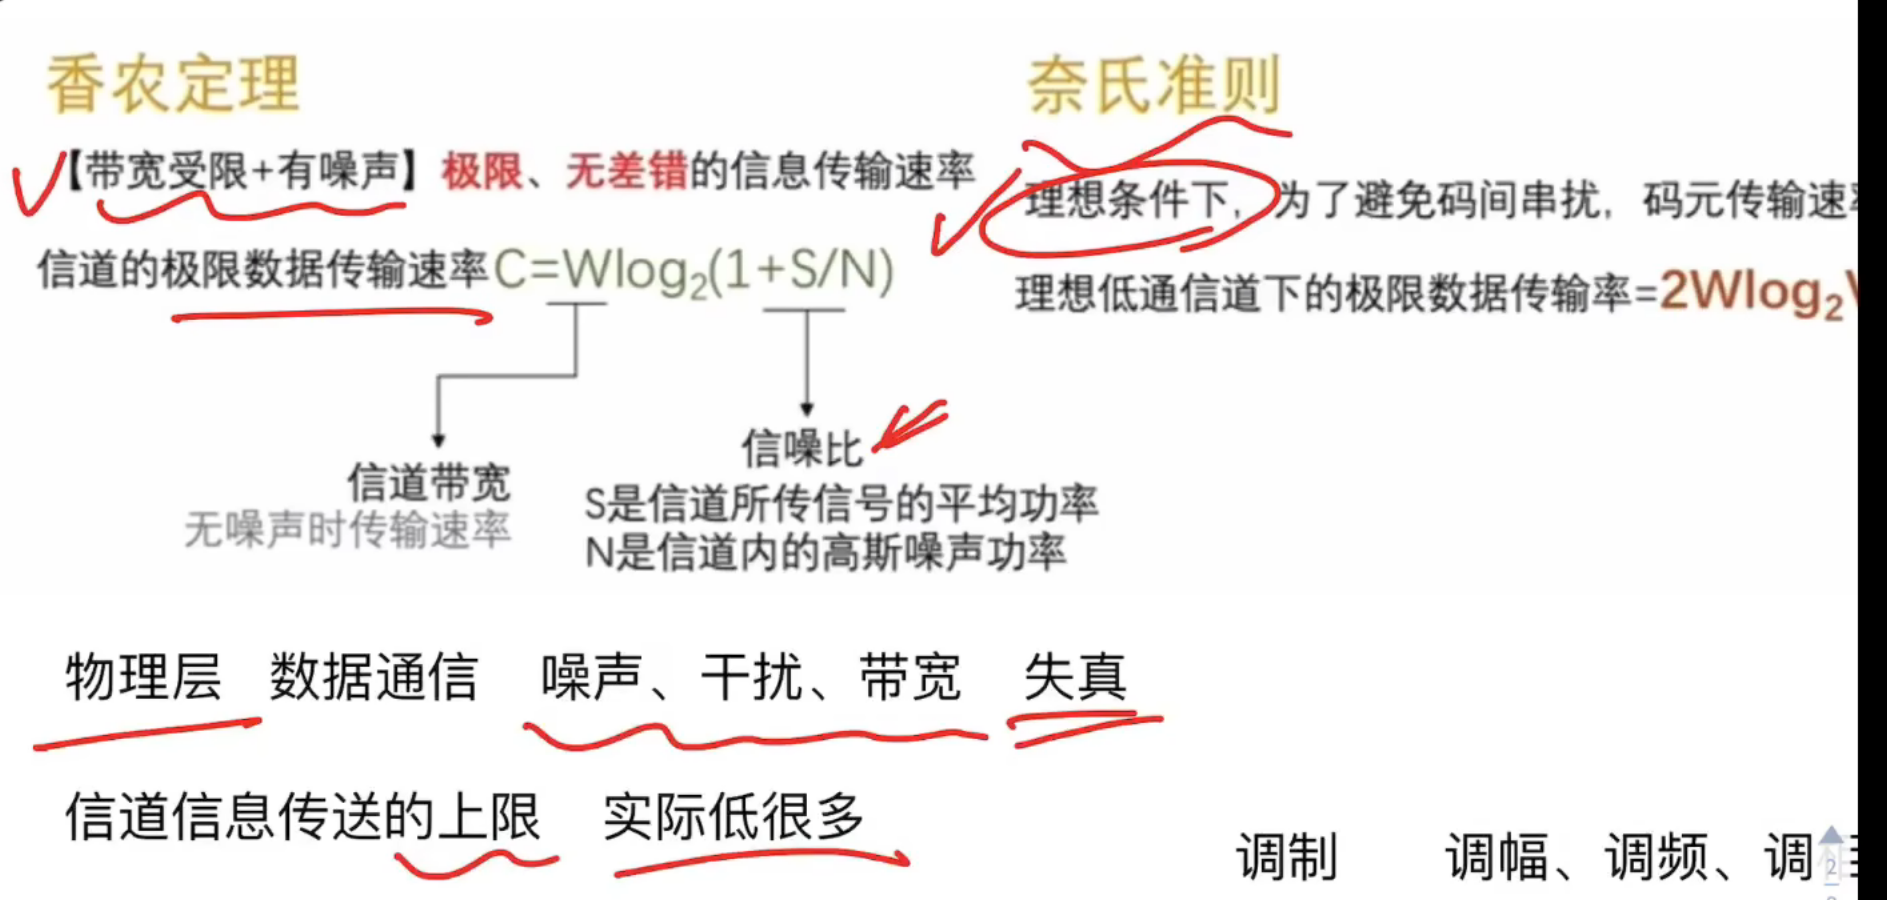 香农定理
【带宽受限+有噪声】极限、无差错的信息传输速率
信道的极限数据传输速率C=Wlog₂(1+S/N)
信道带宽
无噪声时传输速率
信噪比
S是信道所传信号的平均功率
N是信道内的高斯噪声功率
奈氏准则
理想条件下，为了避免码间串扰，码元传输速
理想低通信道下的极限数据传输率=2Wlog₂
物理层 数据通信 噪声、干扰、带宽 失真
信道信息传送的上限 实际低很多
调制 调幅、调频、调
2